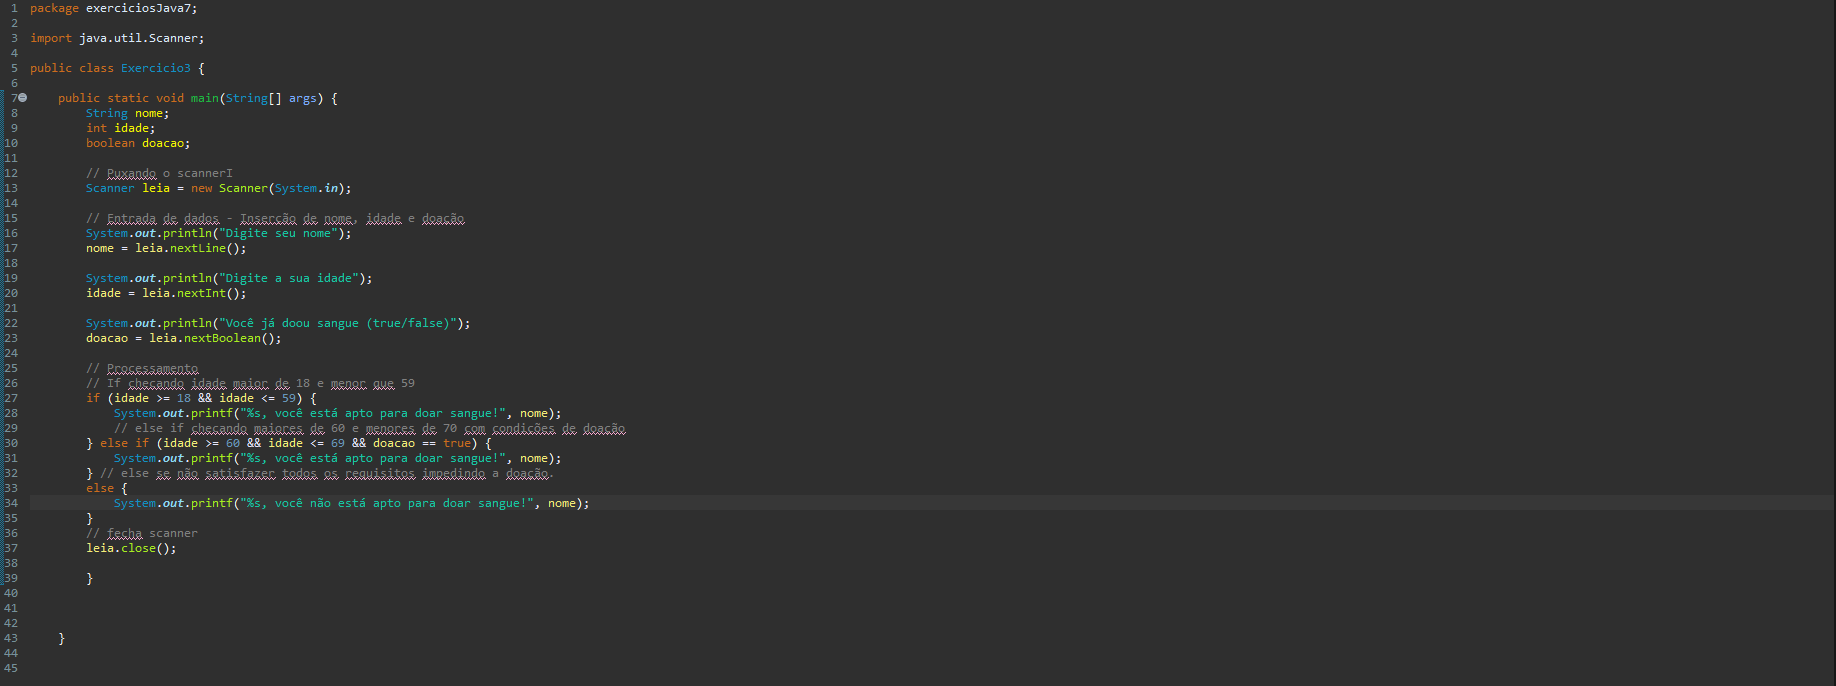 1 package exerciciosJava7;
2
3 import java.util.Scanner;
4
5 public class Exercicio3 {
6
7 public static void main(String[] args) {
8 String nome;
9 int idade;
10 boolean doacao;
11
12 // Puxando o scannerI
13 Scanner leia = new Scanner(System.in);
14
15 // Entrada de dados - Inserção de nome, idade e doação
16 System.out.println("Digite seu nome");
17 nome = leia.nextLine();
18
19 System.out.println("Digite a sua idade");
20 idade = leia.nextInt();
21
22 System.out.println("Você já doou sangue (true/false)");
23 doacao = leia.nextBoolean();
24
25 // Processamento
26 // If checando idade maior de 18 e menor que 59
27 if (idade >= 18 && idade <= 59) {
28 System.out.printf("%s, você está apto para doar sangue!", nome);
29 // else if checando maiores de 60 e menores de 70 com condições de doação
30 } else if (idade >= 60 && idade <= 69 && doacao == true) {
31 System.out.printf("%s, você está apto para doar sangue!", nome);
32 } // else se não satisfazer todos os requisitos impedindo a doação.
33 else {
34 System.out.printf("%s, você não está apto para doar sangue!", nome);
35 }
36 // fecha scanner
37 leia.close();
38
39 }
40
41
42
43 }
44
45